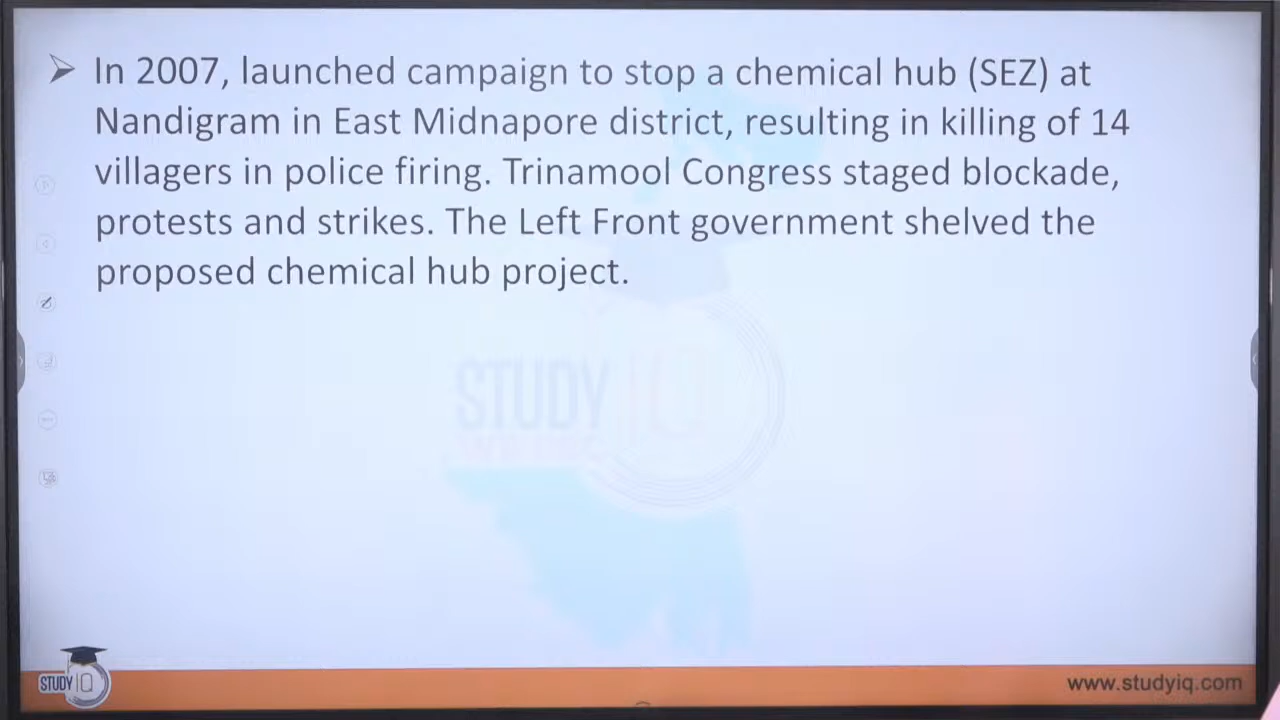 In 2007, launched campaign to stop a chemical hub (SEZ) at
Nandigram in East Midnapore district, resulting in killing of 14
villagers in police firing. Trinamool Congress staged blockade,
protests and strikes. The Left Front government shelved the
proposed chemical hub project.
STUDY IQ
STUDY IQ
www.studyiq.com